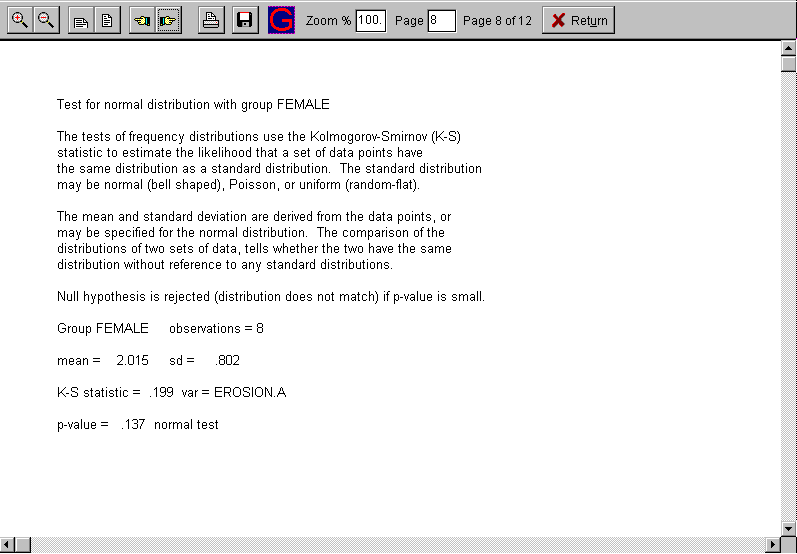 G Zoom % 100. Page 8 Page 8 of 12 Return
Test for normal distribution with group FEMALE
The tests of frequency distributions use the Kolmogorov-Smirnov (K-S)
statistic to estimate the likelihood that a set of data points have
the same distribution as a standard distribution. The standard distribution
may be normal (bell shaped), Poisson, or uniform (random-flat).
The mean and standard deviation are derived from the data points, or
may be specified for the normal distribution. The comparison of the
distributions of two sets of data, tells whether the two have the same
distribution without reference to any standard distributions.
Null hypothesis is rejected (distribution does not match) if p-value is small.
Group FEMALE observations = 8
mean = 2.015 sd = .802
K-S statistic = .199 var = EROSION.A
p-value = .137 normal test